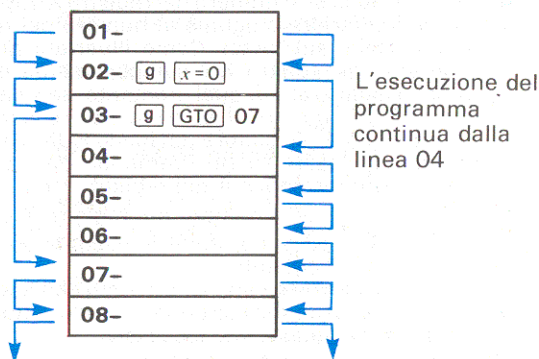 01–
02– g x=0
03– g GTO 07
04–
05–
06–
07–
08–
L'esecuzione del
programma
continua dalla
linea 04